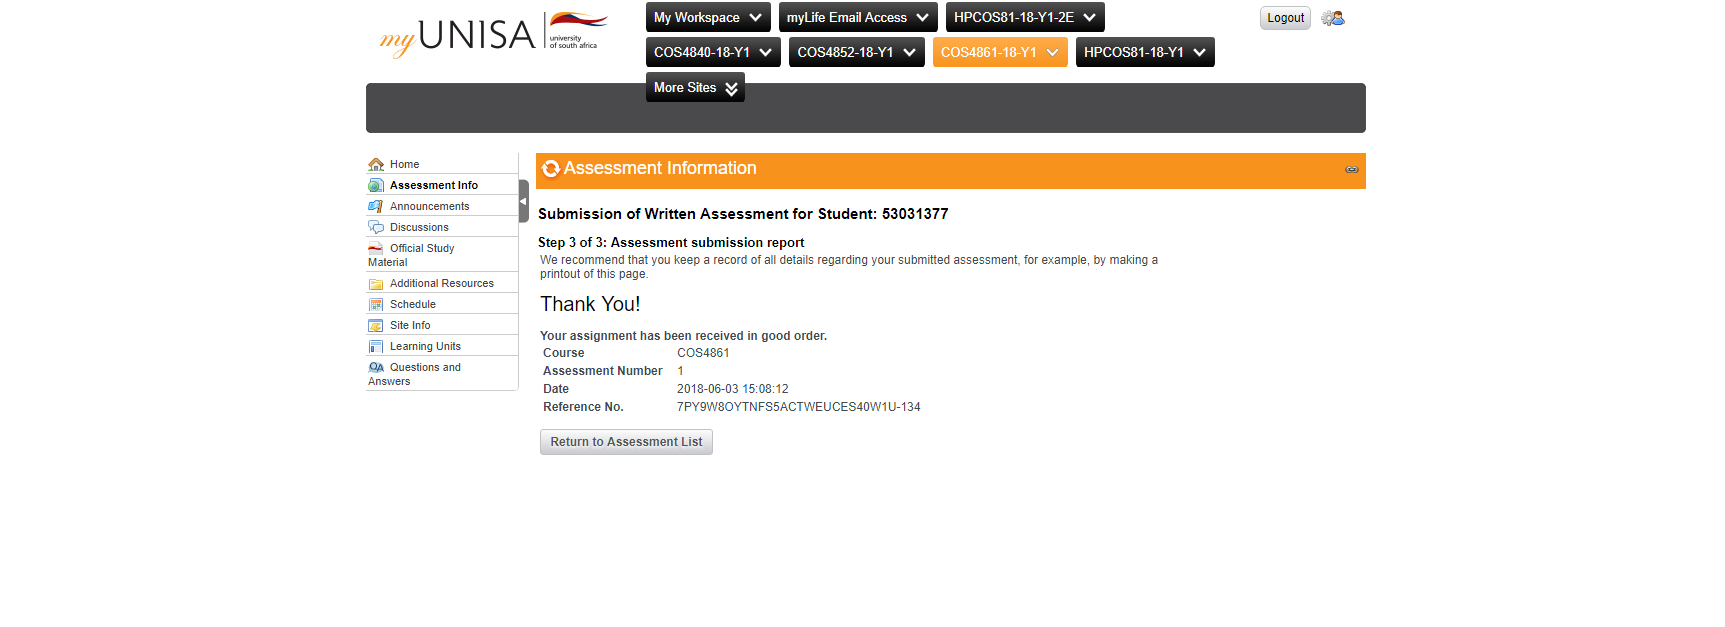 myUNISA
university
of south africa
My Workspace
myLife Email Access
HPCOS81-18-Y1-2E
Logout
COS4840-18-Y1
COS4852-18-Y1
COS4861-18-Y1
HPCOS81-18-Y1
More Sites
Home
Assessment Info
Announcements
Discussions
Official Study
Material
Additional Resources
Schedule
Site Info
Learning Units
Questions and
Answers
Assessment Information
Submission of Written Assessment for Student: 53031377
Step 3 of 3: Assessment submission report
We recommend that you keep a record of all details regarding your submitted assessment, for example, by making a
printout of this page.
Thank You!
Your assignment has been received in good order.
Course COS4861
Assessment Number 1
Date 2018-06-03 15:08:12
Reference No. 7PY9W8OYTNFS5ACTWEUCES40W1U-134
Return to Assessment List